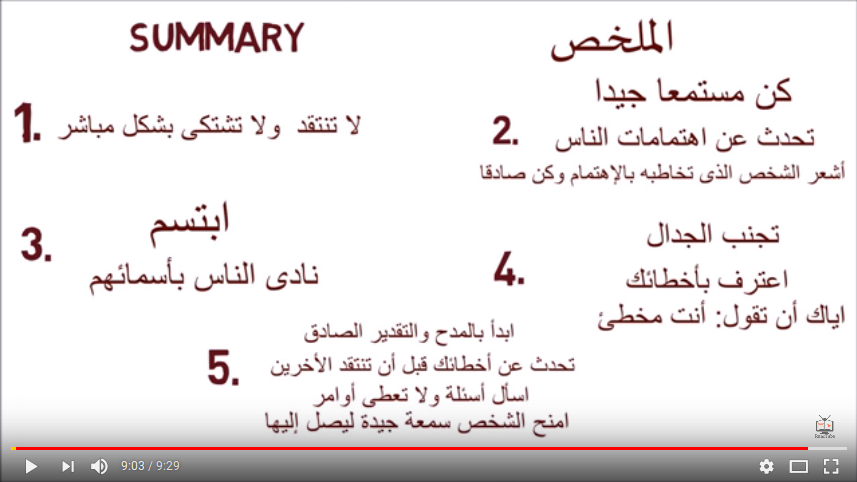 SUMMARY
الملخص
1. لا تنتقد ولا تشتكى بشكل مباشر
2. كن مستمعا جيدا
تحدث عن اهتمامات الناس
أشعر الشخص الذى تخاطبه بالإهتمام وكن صادقا
3. ابتسم
نادى الناس بأسمائهم
4. تجنب الجدال
اعترف بأخطائك
اياك أن تقول: أنت مخطئ
5. ابدأ بالمدح والتقدير الصادق
تحدث عن أخطائك قبل أن تنتقد الأخرين
اسأل أسئلة ولا تعطى أوامر
امنح الشخص سمعة جيدة ليصل إليها
ReadTube
9:03 / 9:29